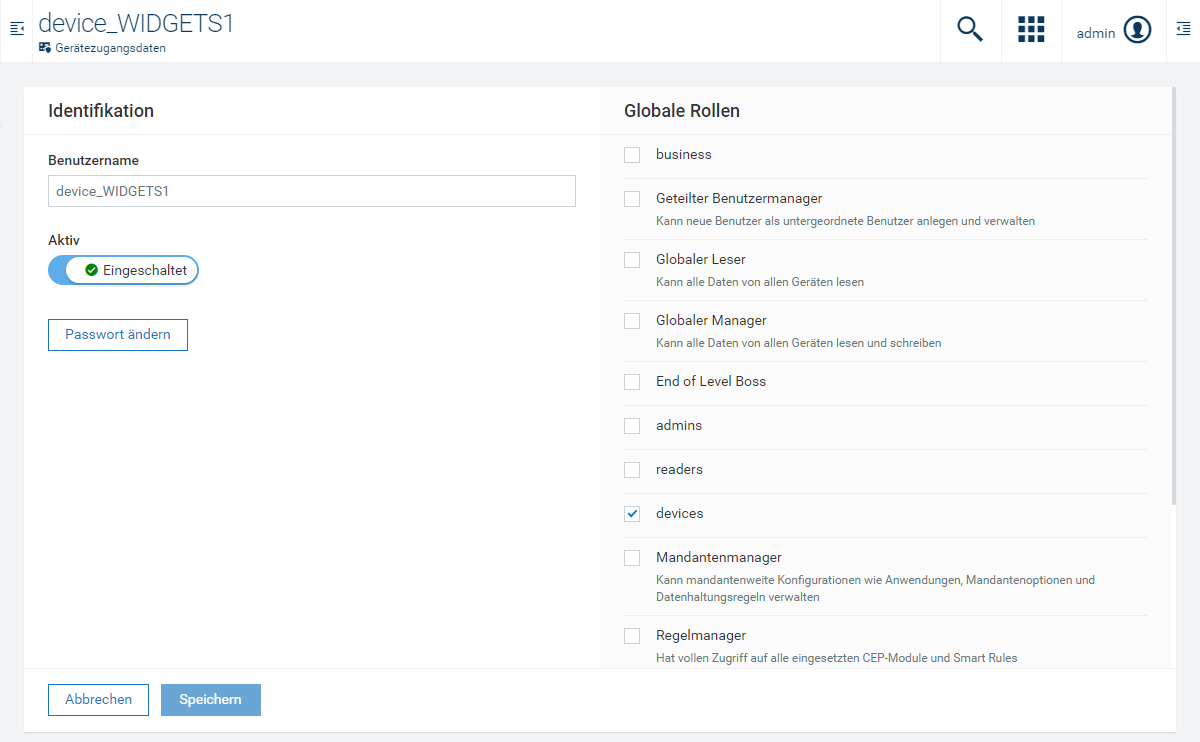 device_WIDGETS1
Gerätezugangsdaten
admin
Identifikation
Benutzername
device_WIDGETS1
Aktiv
Eingeschaltet
Passwort ändern
Globale Rollen
business
Geteilter Benutzermanager
Kann neue Benutzer als untergeordnete Benutzer anlegen und verwalten
Globaler Leser
Kann alle Daten von allen Geräten lesen
Globaler Manager
Kann alle Daten von allen Geräten lesen und schreiben
End of Level Boss
admins
readers
devices
Mandantenmanager
Kann mandantenweite Konfigurationen wie Anwendungen, Mandantenoptionen und
Datenhaltungsregeln verwalten
Regelmanager
Hat vollen Zugriff auf alle eingesetzten CEP-Module und Smart Rules
Abbrechen
Speichern